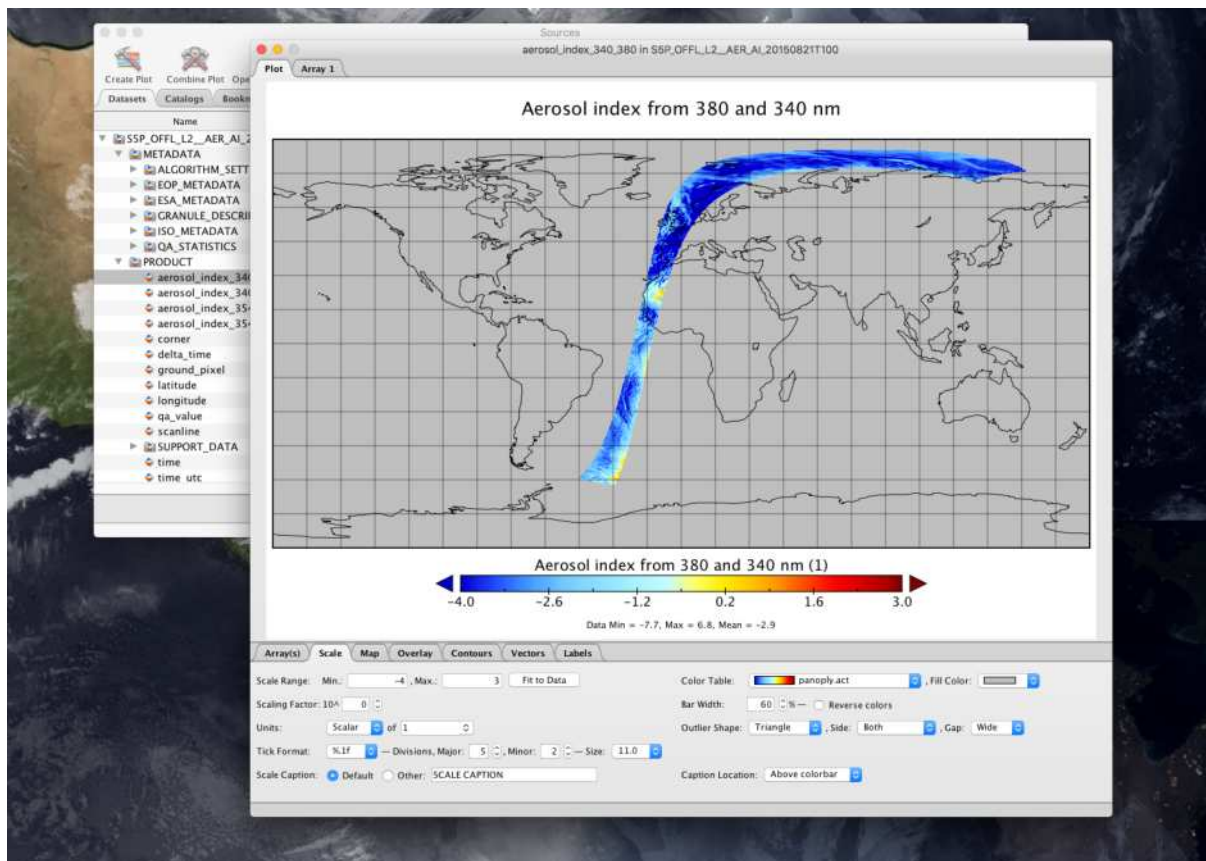 Sources
Create Plot Combine Plot Ope
Datasets Catalogs Bookm
Name
S5P_OFFL_L2__AER_AI_2
METADATA
ALGORITHM_SETT
EOP_METADATA
ESA_METADATA
GRANULE_DESCRI
ISO_METADATA
QA_STATISTICS
PRODUCT
aerosol_index_340
aerosol_index_340
aerosol_index_354
aerosol_index_354
corner
delta_time
ground_pixel
latitude
longitude
qa_value
scanline
SUPPORT_DATA
time
time_utc
aerosol_index_340_380 in S5P_OFFL_L2__AER_AI_20150821T100
Plot Array 1
Aerosol index from 380 and 340 nm
Aerosol index from 380 and 340 nm (1)
-4.0 -2.6 -1.2 0.2 1.6 3.0
Data Min = -7.7, Max = 6.8, Mean = -2.9
Array(s) Scale Map Overlay Contours Vectors Labels
Scale Range: Min.: -4 , Max.: 3 Fit to Data Color Table: panoply.act , Fill Color:
Scaling Factor: 10^ 0 Bar Width: 60 % — Reverse colors
Units: Scalar of 1 Outlier Shape: Triangle , Side: Both , Gap: Wide
Tick Format: %.1f — Divisions, Major: 5 , Minor: 2 — Size: 11.0
Scale Caption: Default Other: SCALE CAPTION Caption Location: Above colorbar